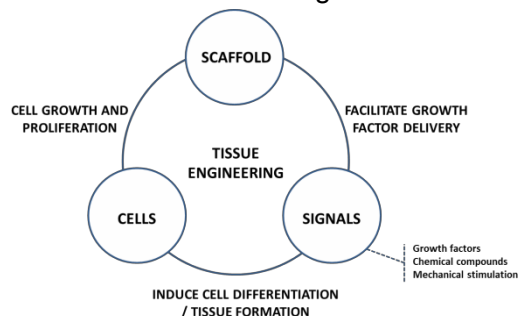 SCAFFOLD
CELL GROWTH AND
PROLIFERATION
FACILITATE GROWTH
FACTOR DELIVERY
TISSUE
ENGINEERING
CELLS
SIGNALS
Growth factors
Chemical compounds
Mechanical stimulation
INDUCE CELL DIFFERENTIATION
/ TISSUE FORMATION